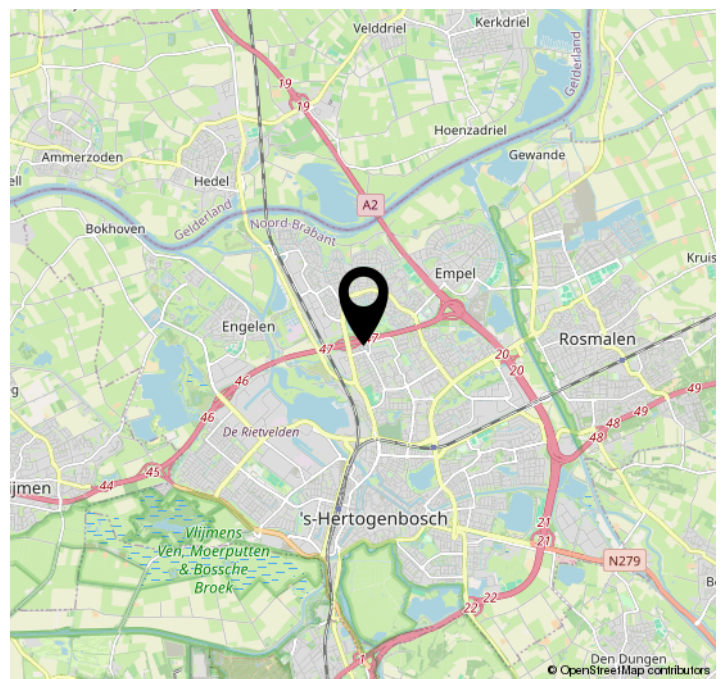 Velddriel
Kerkdriel
Gelderland
19
19
Hoenzadriel
Gewande
Ammerzoden
Hedel
ell
A2
Gelderland
Noord-Brabant
Bokhoven
Kruis
Empel
Engelen
47
Rosmalen
20
20
46
46
49
49
48
48
De Rietvelden
45
44
ijmen
's-Hertogenbosch
21
21
Vlijmens
Ven, Moerputten
& Bossche
Broek
N279
22
22
Den Dungen
© OpenStreetMap contributors